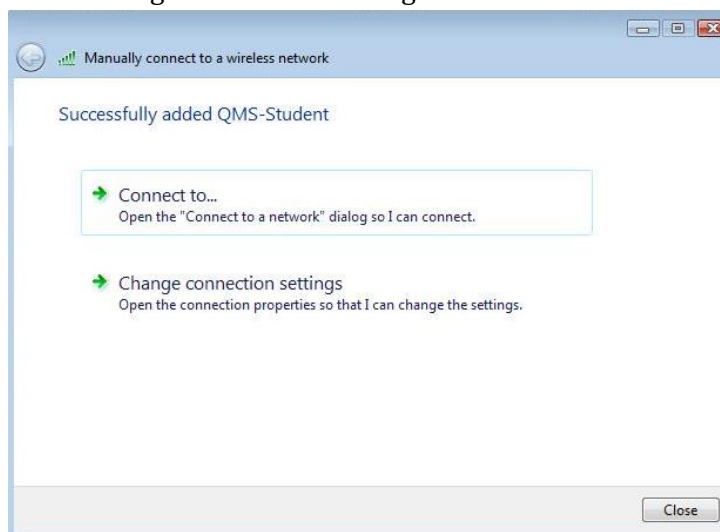 Manually connect to a wireless network
Successfully added QMS-Student
Connect to...
Open the "Connect to a network" dialog so I can connect.
Change connection settings
Open the connection properties so that I can change the settings.
Close